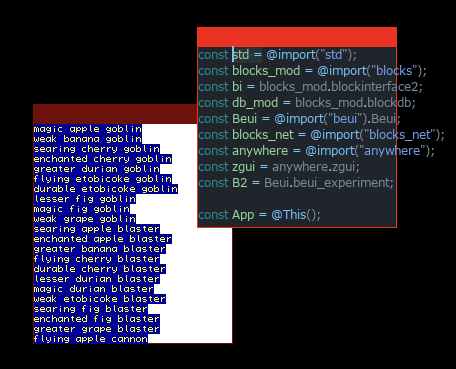 const std = @import("std");
const blocks_mod = @import("blocks");
const bi = blocks_mod.blockinterface2;
const db_mod = blocks_mod.blockdb;
const Beui = @import("beui").Beui;
const blocks_net = @import("blocks_net");
const anywhere = @import("anywhere");
const zgui = anywhere.zgui;
const B2 = Beui.beui_experiment;
const App = @This();
magic apple goblin
weak banana goblin
searing cherry goblin
enchanted cherry goblin
greater durian goblin
flying etobicoke goblin
durable etobicoke goblin
lesser fig goblin
magic fig goblin
weak grape goblin
searing apple blaster
enchanted apple blaster
greater banana blaster
flying cherry blaster
durable cherry blaster
lesser durian blaster
magic durian blaster
weak etobicoke blaster
searing fig blaster
enchanted fig blaster
greater grape blaster
flying apple cannon